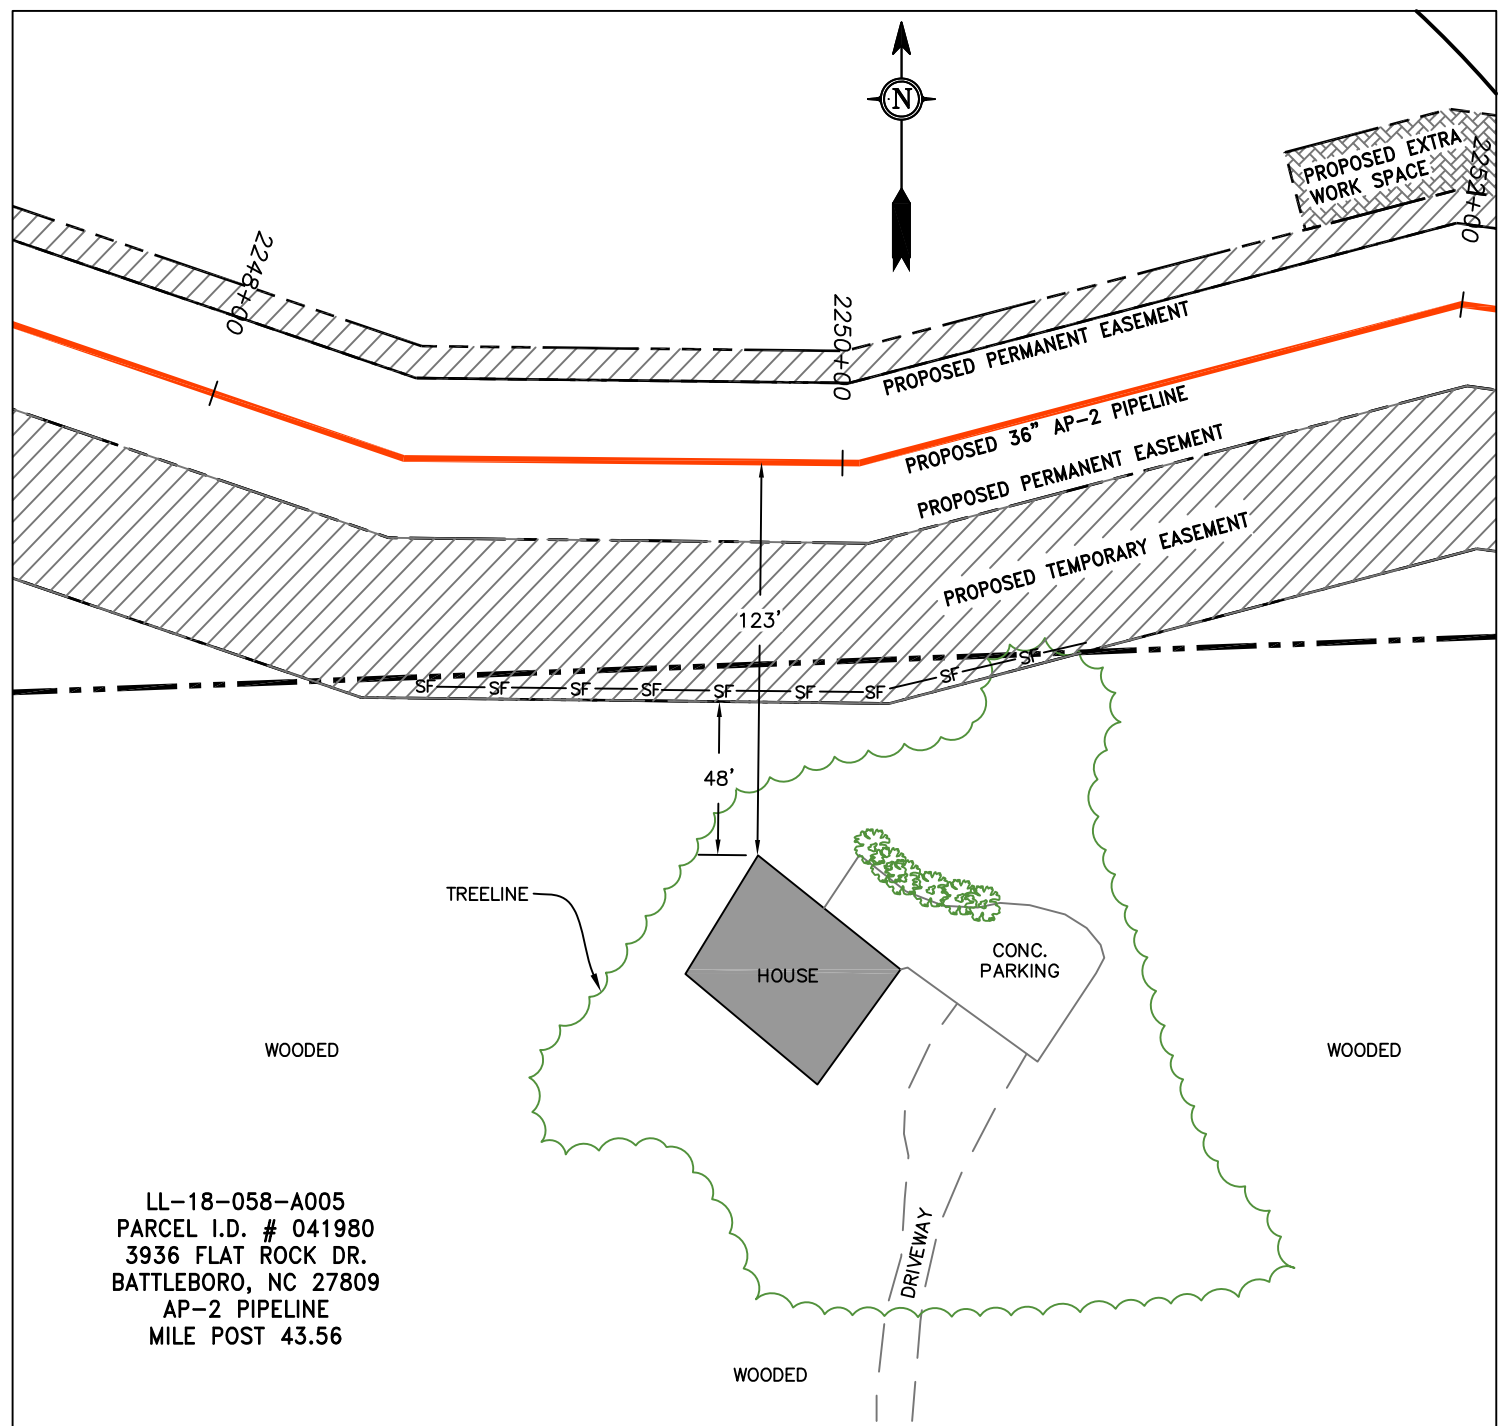 N
PROPOSED EXTRA
WORK SPACE
2252+00
2248+00
2250+00
PROPOSED PERMANENT EASEMENT
PROPOSED 36" AP-2 PIPELINE
PROPOSED PERMANENT EASEMENT
PROPOSED TEMPORARY EASEMENT
123'
SF SF SF SF SF SF SF SF SF
48'
TREELINE
HOUSE
CONC.
PARKING
WOODED
WOODED
DRIVEWAY
LL-18-058-A005
PARCEL I.D. # 041980
3936 FLAT ROCK DR.
BATTLEBORO, NC 27809
AP-2 PIPELINE
MILE POST 43.56
WOODED